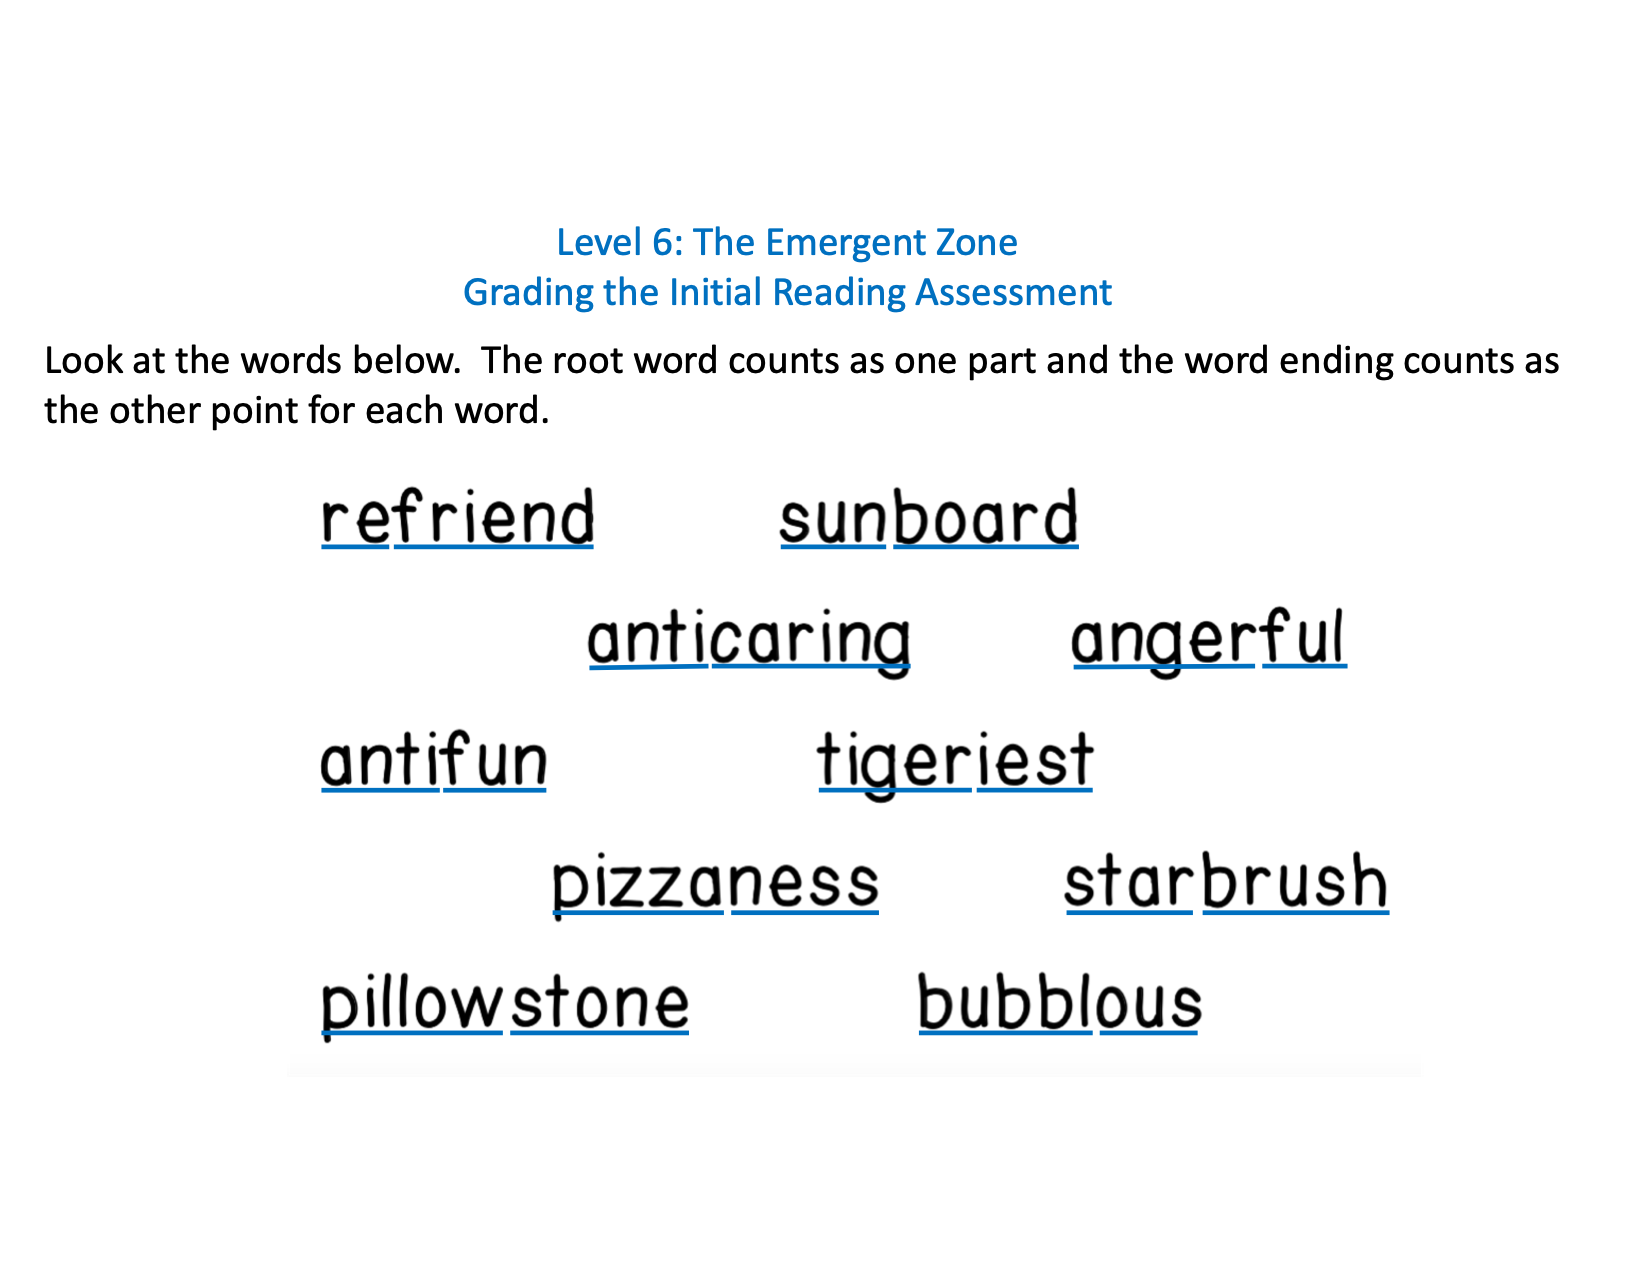 Level 6: The Emergent Zone
Grading the Initial Reading Assessment
Look at the words below.  The root word counts as one part and the word ending counts as
the other point for each word.
refriend sunboard
anticaring angerful
antifun tigeriest
pizzaness starbrush
pillowstone bubblous